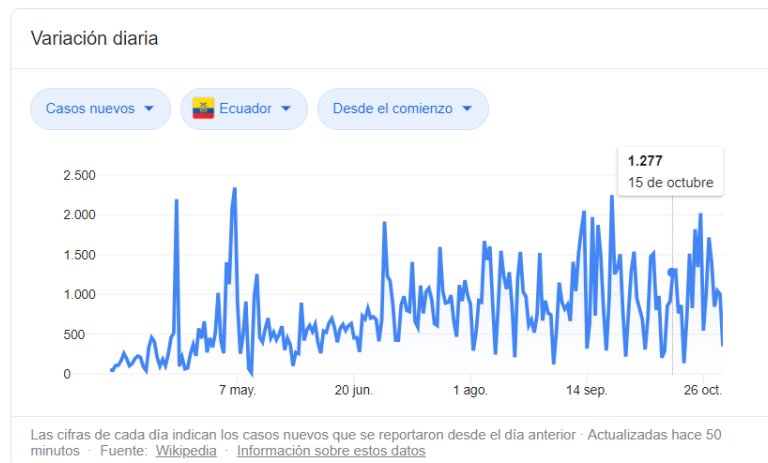 Variación diaria
Casos nuevos
Ecuador
Desde el comienzo
1.277
15 de octubre
2.500
2.000
1.500
1.000
500
0
7 may.
20 jun.
1 ago.
14 sep.
26 oct.
Las cifras de cada día indican los casos nuevos que se reportaron desde el día anterior · Actualizadas hace 50
minutos · Fuente: Wikipedia · Información sobre estos datos